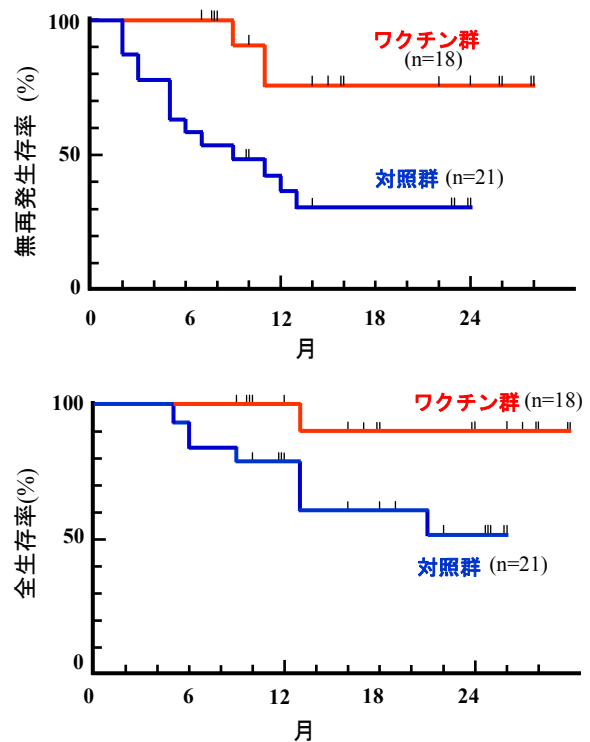 無再発生存率 (%)
100
50
0
ワクチン群
(n=18)
対照群 (n=21)
0 6 12 18 24
月
全生存率(%)
100
50
0
ワクチン群 (n=18)
対照群 (n=21)
0 6 12 18 24
月